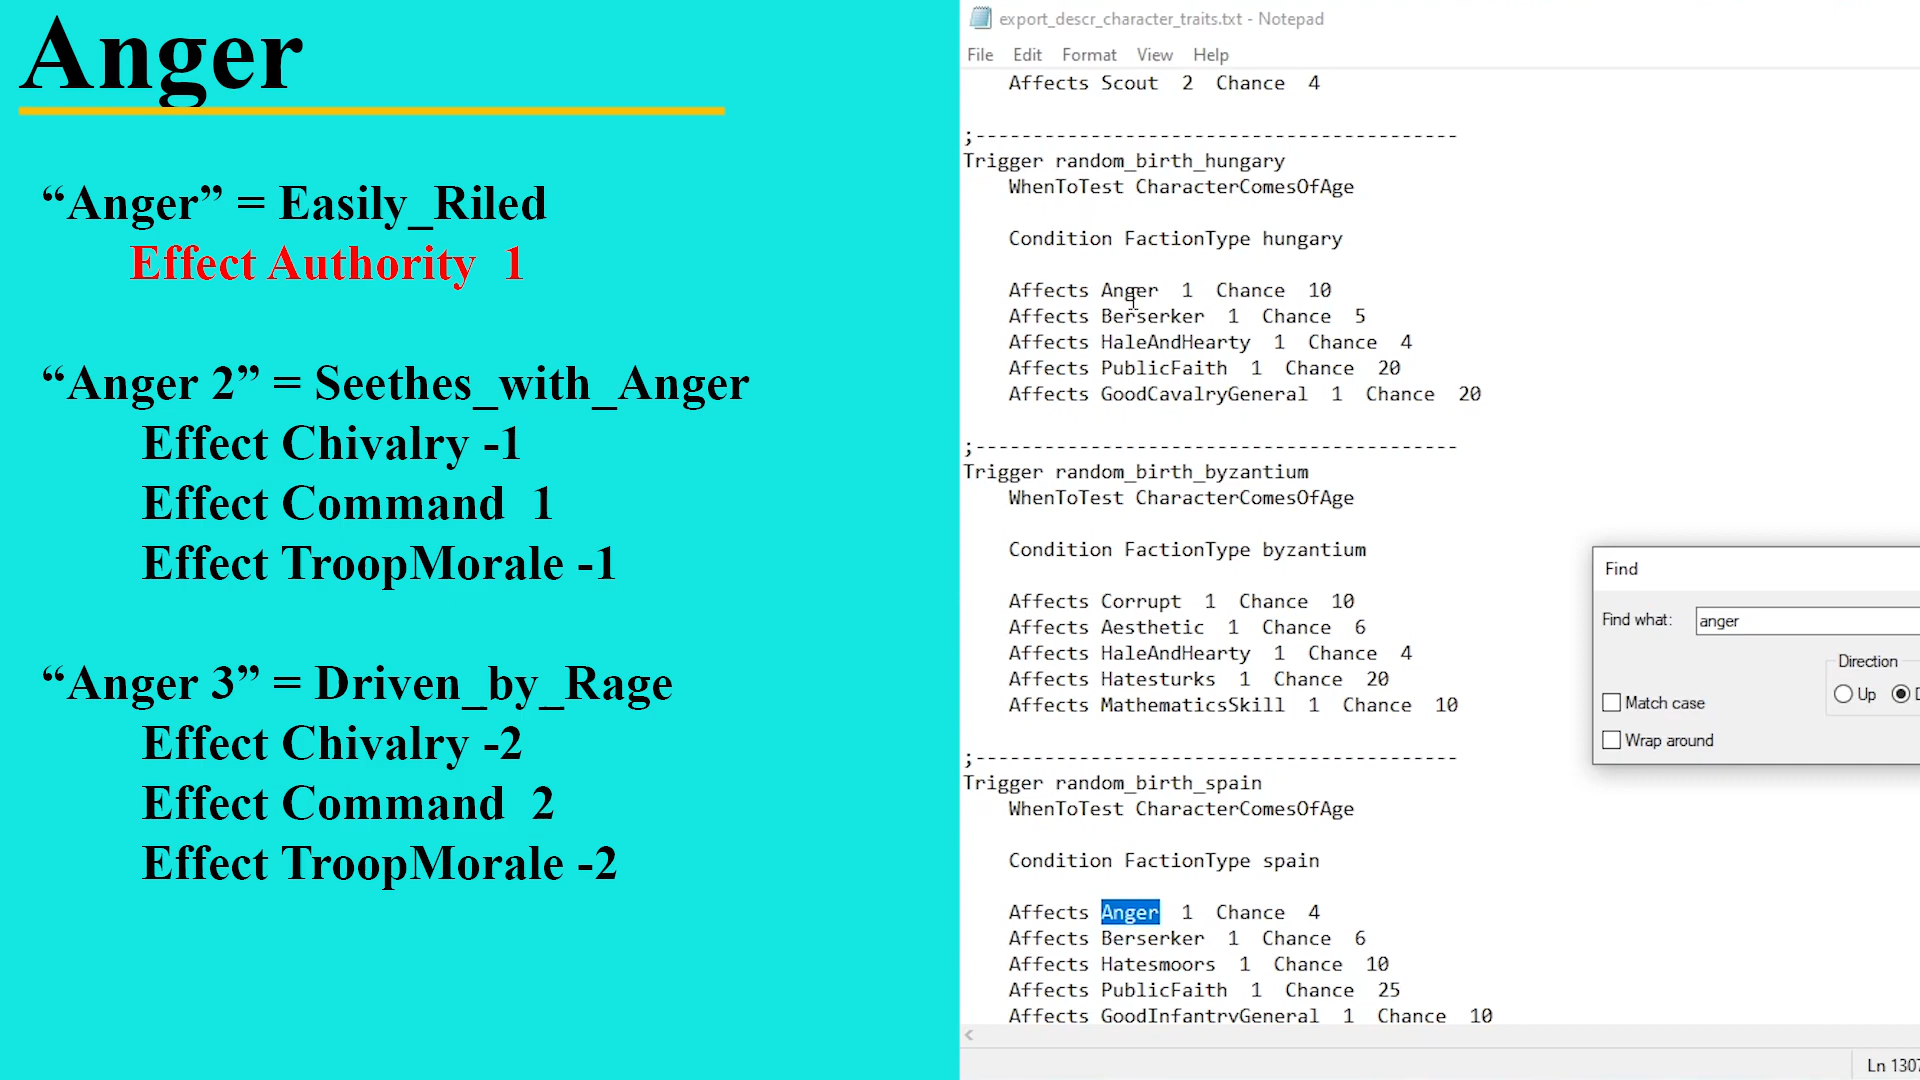 Anger
“Anger” = Easily_Riled
Effect Authority 1
“Anger 2” = Seethes_with_Anger
Effect Chivalry -1
Effect Command 1
Effect TroopMorale -1
“Anger 3” = Driven_by_Rage
Effect Chivalry -2
Effect Command 2
Effect TroopMorale -2
export_descr_character_traits.txt - Notepad
File Edit Format View Help
Affects Scout 2 Chance 4
;------------------------------------------
Trigger random_birth_hungary
WhenToTest CharacterComesOfAge
Condition FactionType hungary
Affects Anger 1 Chance 10
Affects Berserker 1 Chance 5
Affects HaleAndHearty 1 Chance 4
Affects PublicFaith 1 Chance 20
Affects GoodCavalryGeneral 1 Chance 20
;------------------------------------------
Trigger random_birth_byzantium
WhenToTest CharacterComesOfAge
Condition FactionType byzantium
Affects Corrupt 1 Chance 10
Affects Aesthetic 1 Chance 6
Affects HaleAndHearty 1 Chance 4
Affects Hatesturks 1 Chance 20
Affects MathematicsSkill 1 Chance 10
;------------------------------------------
Trigger random_birth_spain
WhenToTest CharacterComesOfAge
Condition FactionType spain
Affects Anger 1 Chance 4
Affects Berserker 1 Chance 6
Affects Hatesmoors 1 Chance 10
Affects PublicFaith 1 Chance 25
Affects GoodInfantryGeneral 1 Chance 10
Find
Find what: anger
Direction
Up
Match case
Wrap around
Ln 1307